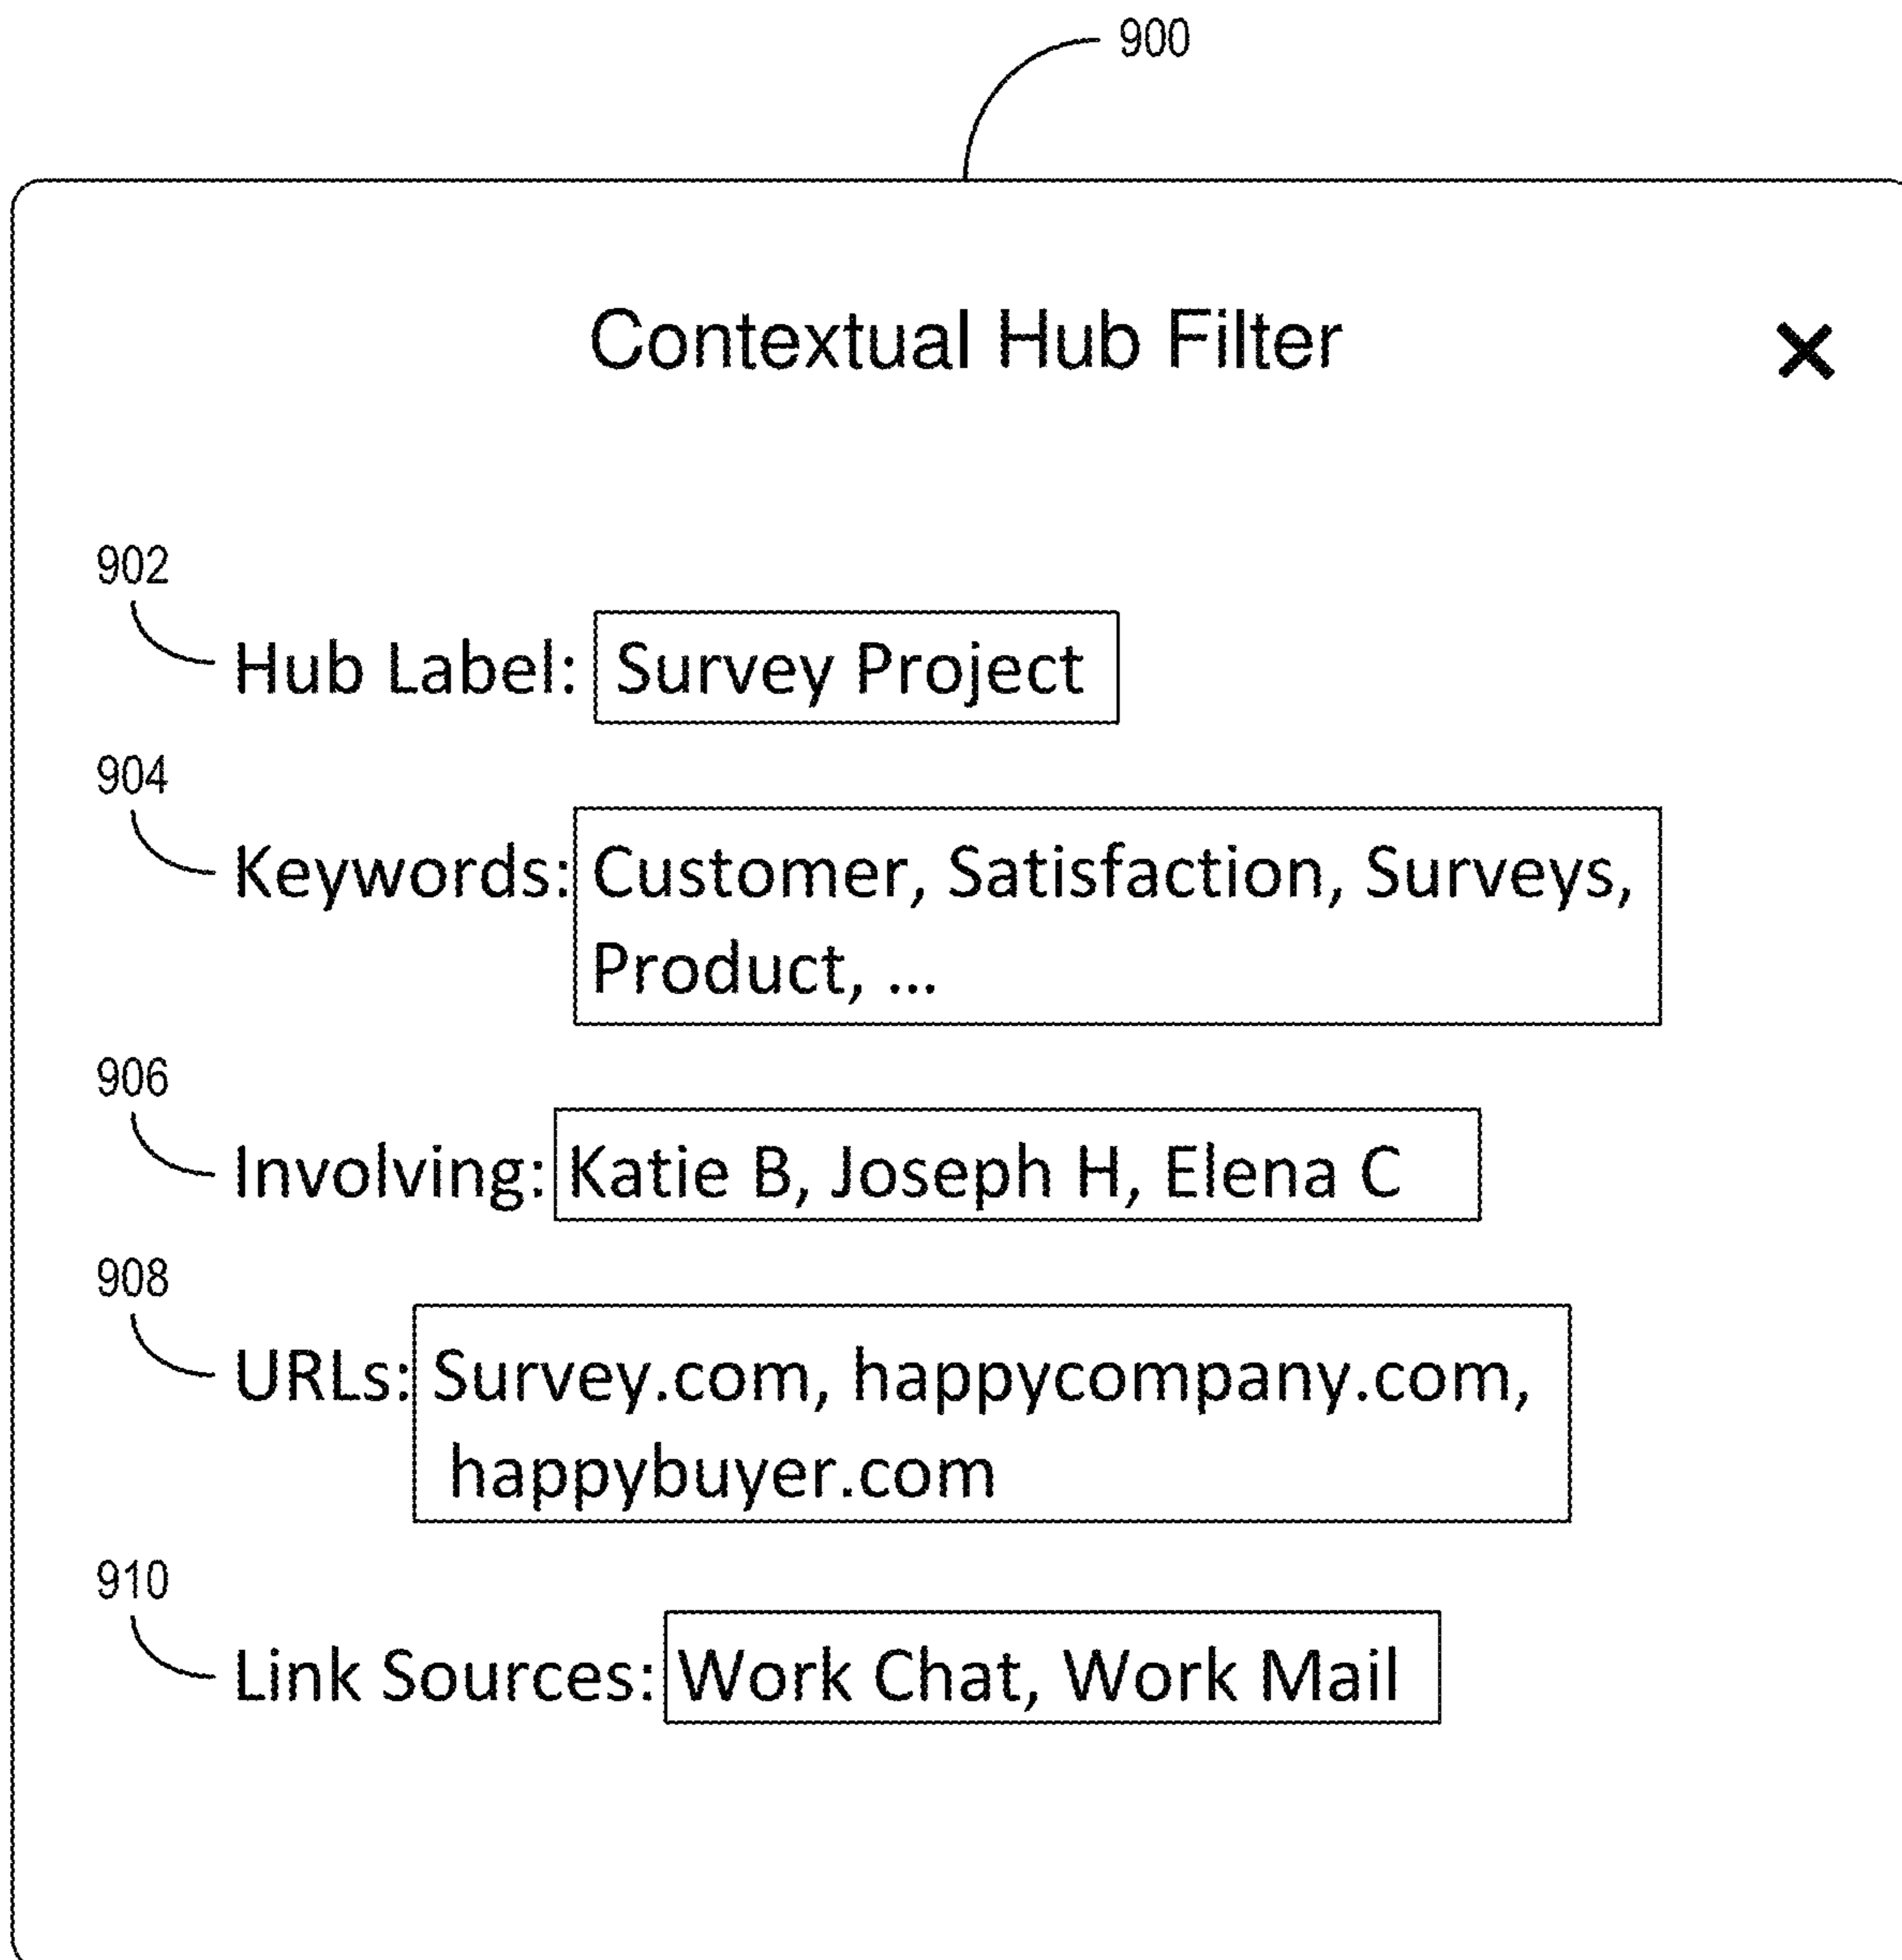 900
Contextual Hub Filter ×
902
Hub Label: Survey Project
904
Keywords: Customer, Satisfaction, Surveys,
Product, ...
906
Involving: Katie B, Joseph H, Elena C
908
URLs: Survey.com, happycompany.com,
happybuyer.com
910
Link Sources: Work Chat, Work Mail